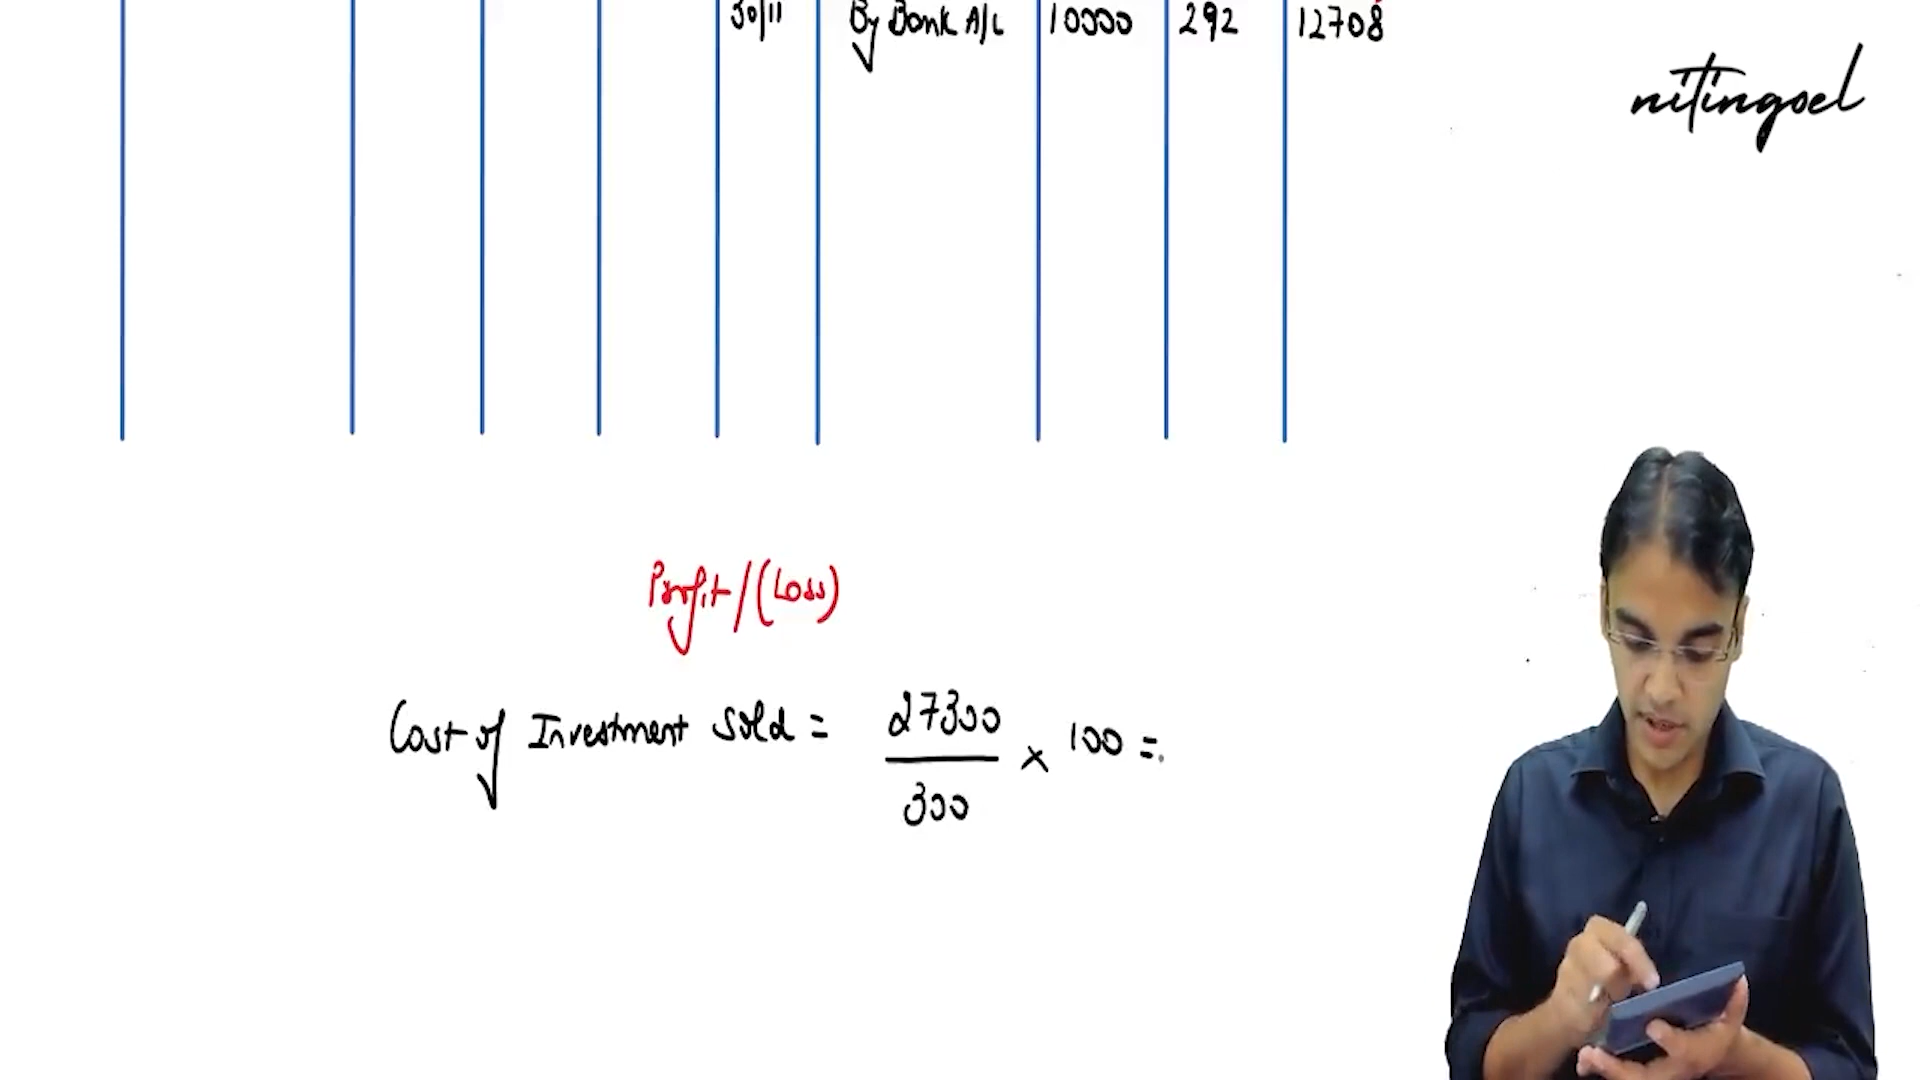 30/11 By Bank A/c 10000 292 12708
nitingoel
Profit/(Loss)
Cost of Investment Sold = 27300
300
× 100 =